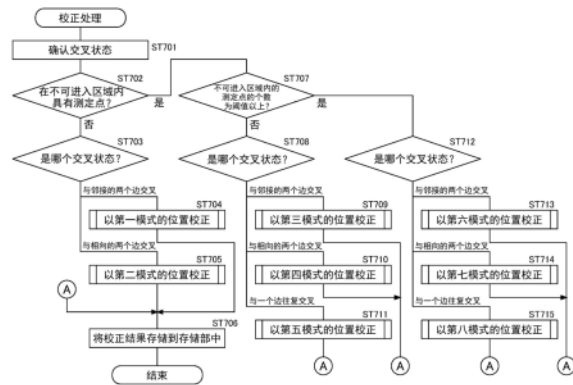 校正处理
ST701
确认交叉状态
ST702
在不可进入区域内
具有测定点?
是
否
ST707
不可进入区域内的
测定点的个数
为阈值以上?
是
否
ST703
是哪个交叉状态?
ST708
是哪个交叉状态?
ST712
是哪个交叉状态?
与邻接的两个边交叉
ST704
以第一模式的位置校正
与邻接的两个边交叉
ST709
以第三模式的位置校正
与邻接的两个边交叉
ST713
以第六模式的位置校正
与相向的两个边交叉
ST705
以第二模式的位置校正
与相向的两个边交叉
ST710
以第四模式的位置校正
与相向的两个边交叉
ST714
以第七模式的位置校正
A
与一个边往复交叉
ST711
以第五模式的位置校正
与一个边往复交叉
ST715
以第八模式的位置校正
ST706
将校正结果存储到存储部中
A
A
A
A
结束